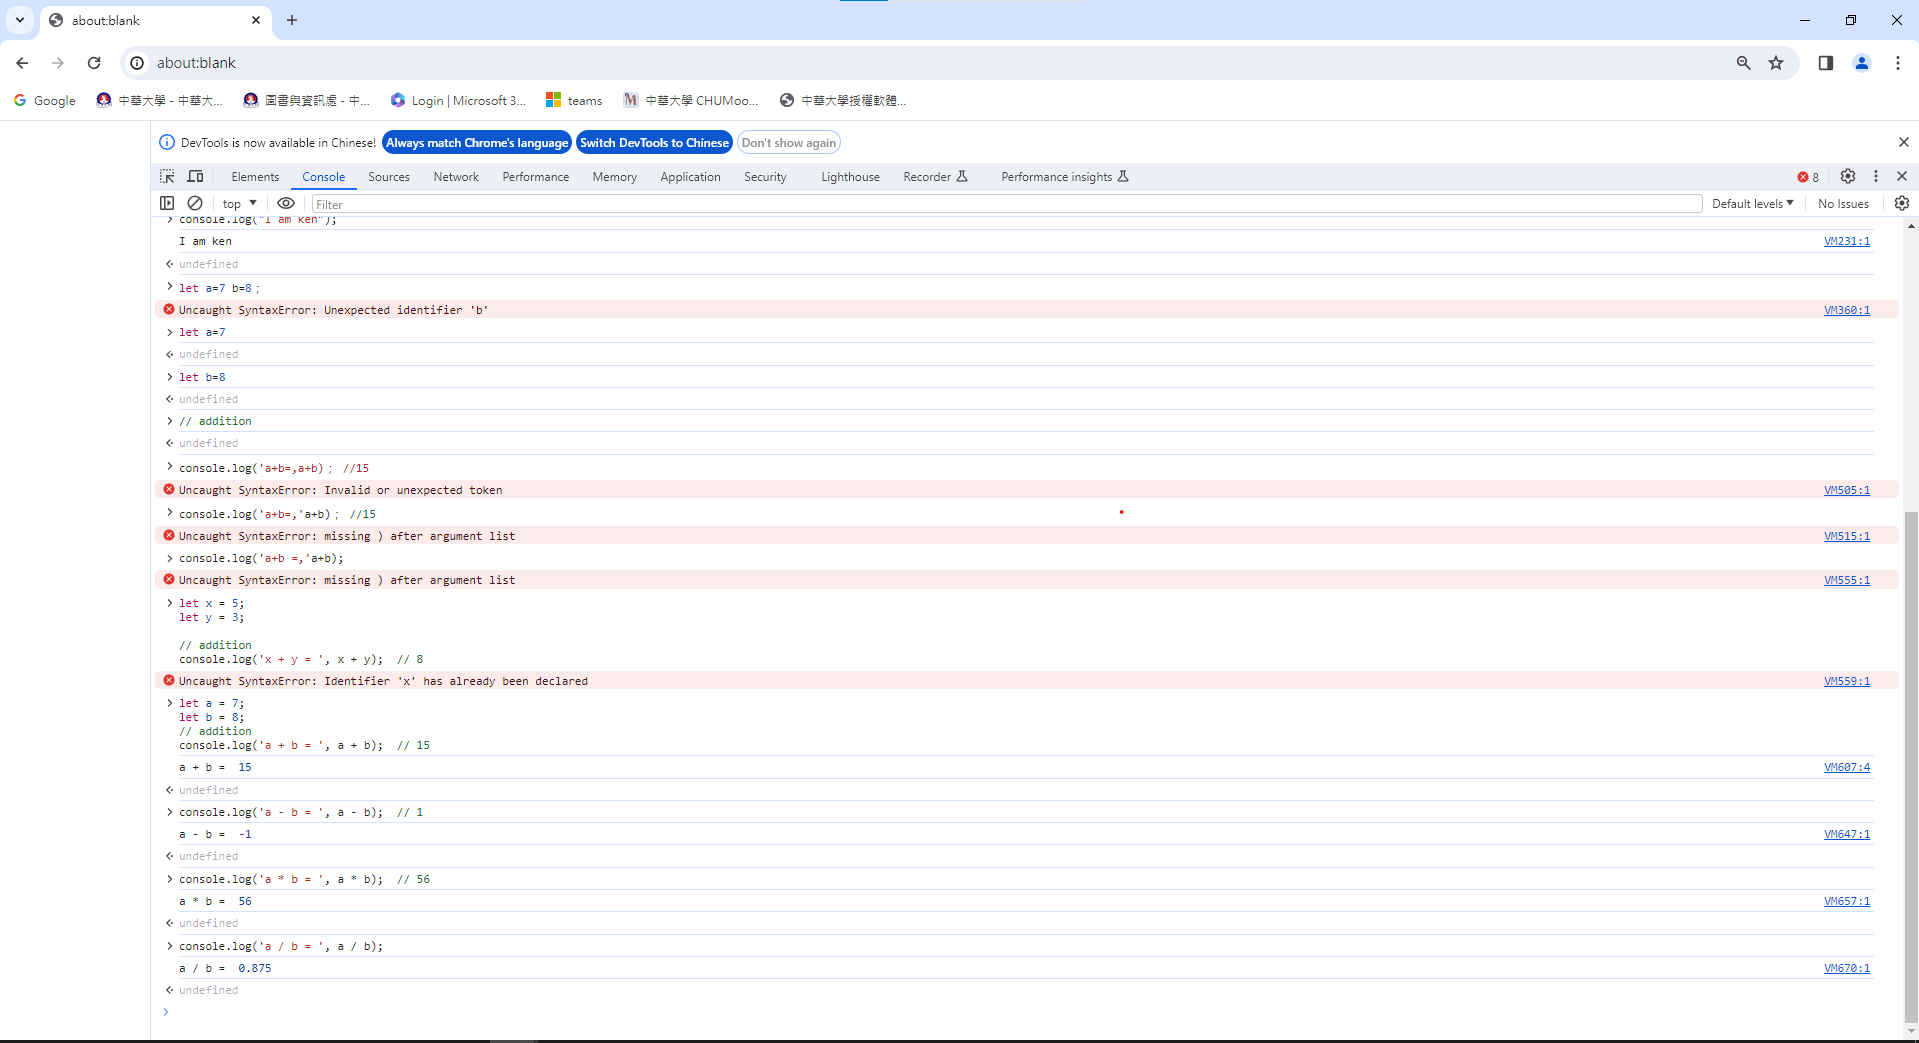 about:blank
about:blank
Google
中華大學 - 中華大...
圖書與資訊處 - 中...
Login | Microsoft 3...
teams
中華大學 CHUMoo...
中華大學授權軟體...
DevTools is now available in Chinese! Always match Chrome's language Switch DevTools to Chinese Don't show again
Elements Console Sources Network Performance Memory Application Security Lighthouse Recorder Performance insights 8
top Filter Default levels No Issues
console.log("I am ken");
I am ken VM231:1
undefined
let a=7 b=8；
Uncaught SyntaxError: Unexpected identifier 'b' VM360:1
let a=7
undefined
let b=8
undefined
// addition
undefined
console.log('a+b=,a+b)； //15
Uncaught SyntaxError: Invalid or unexpected token VM505:1
console.log('a+b=,'a+b)； //15
Uncaught SyntaxError: missing ) after argument list VM515:1
console.log('a+b =,'a+b);
Uncaught SyntaxError: missing ) after argument list VM555:1
let x = 5;
let y = 3;
// addition
console.log('x + y = ', x + y);  // 8
Uncaught SyntaxError: Identifier 'x' has already been declared VM559:1
let a = 7;
let b = 8;
// addition
console.log('a + b = ', a + b);  // 15
a + b =  15 VM607:4
undefined
console.log('a - b = ', a - b);  // 1
a - b =  -1 VM647:1
undefined
console.log('a * b = ', a * b);  // 56
a * b =  56 VM657:1
undefined
console.log('a / b = ', a / b);
a / b =  0.875 VM670:1
undefined